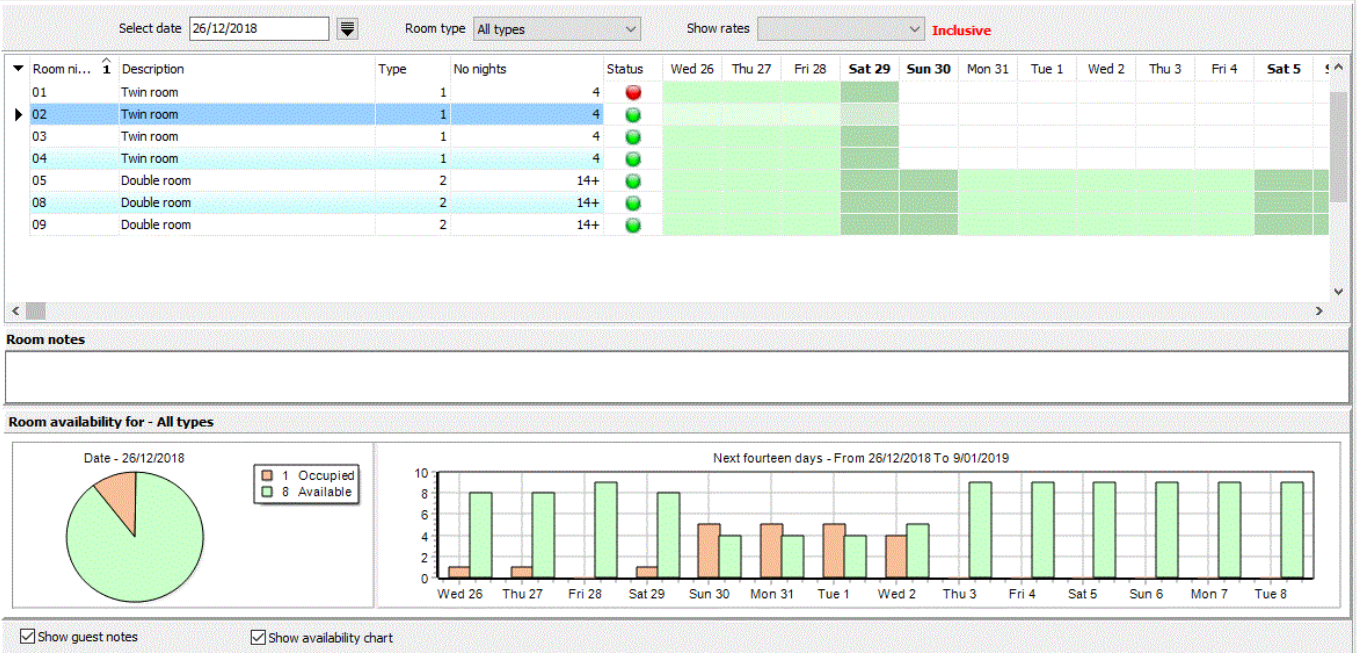 Select date 26/12/2018 Room type All types Show rates Inclusive
Room ni... 1 Description Type No nights Status Wed 26 Thu 27 Fri 28 Sat 29 Sun 30 Mon 31 Tue 1 Wed 2 Thu 3 Fri 4 Sat 5
01 Twin room 1 4
02 Twin room 1 4
03 Twin room 1 4
04 Twin room 1 4
05 Double room 2 14+
08 Double room 2 14+
09 Double room 2 14+
Room notes
Room availability for - All types
Date - 26/12/2018
1 Occupied
8 Available
Next fourteen days - From 26/12/2018 To 9/01/2019
10
8
6
4
2
0
Wed 26 Thu 27 Fri 28 Sat 29 Sun 30 Mon 31 Tue 1 Wed 2 Thu 3 Fri 4 Sat 5 Sun 6 Mon 7 Tue 8
Show guest notes Show availability chart